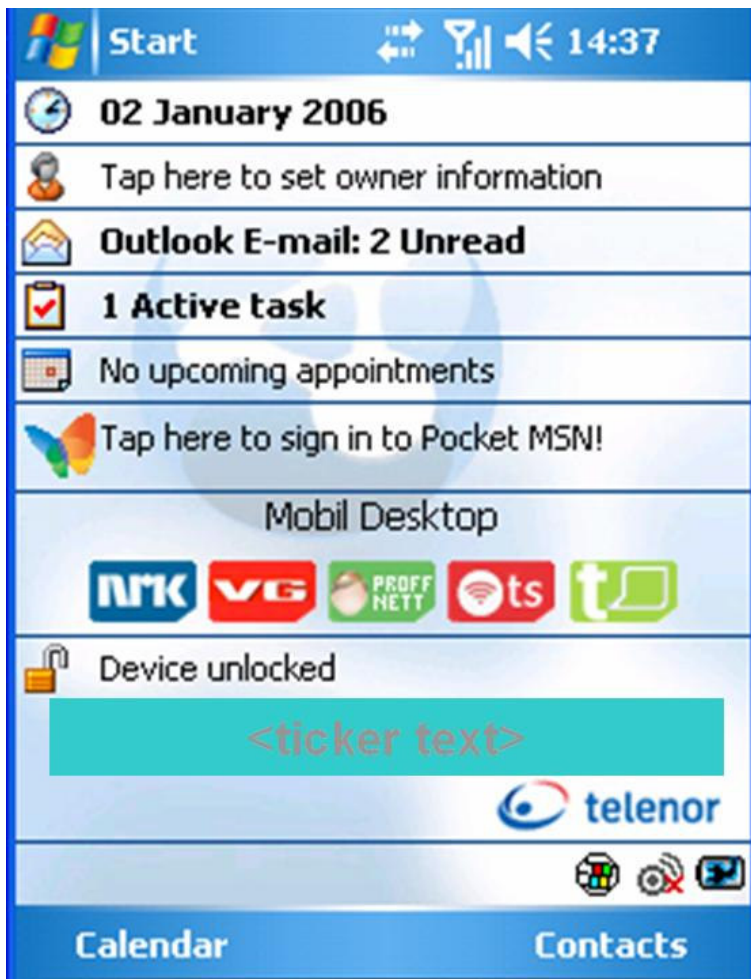 Start 14:37
02 January 2006
Tap here to set owner information
Outlook E-mail: 2 Unread
1 Active task
No upcoming appointments
Tap here to sign in to Pocket MSN!
Mobil Desktop
nrk VG PROFF NETT ts t
Device unlocked
<ticker text>
telenor
Calendar Contacts